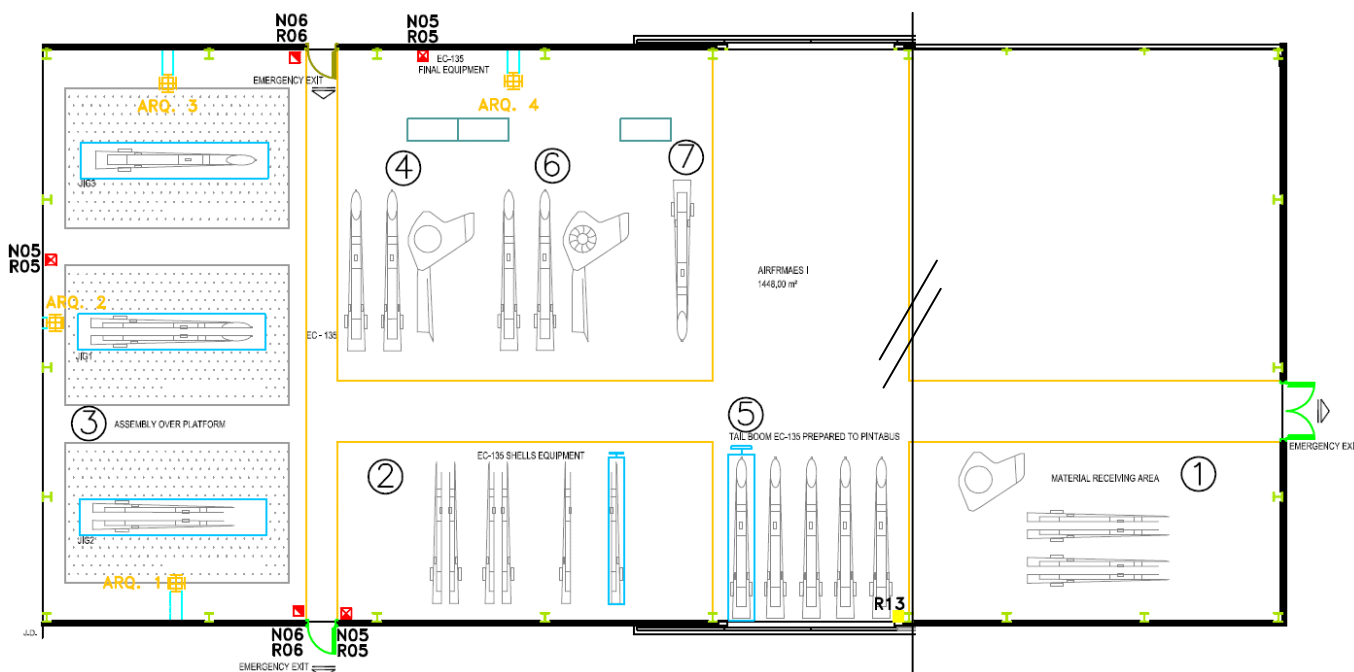 N06
R06
N05
R05
EC-135
FINAL EQUIPMENT
EMERGENCY EXIT
ARQ. 3
ARQ. 4
4
6
7
JIG3
N05
R05
AIRFRMAES I
1448,00 m²
ARQ. 2
EC - 135
JIG1
3
ASSEMBLY OVER PLATFORM
5
TAIL BOOM EC-135 PREPARED TO PINTABUS
EMERGENCY EXI
2
EC-135 SHELLS EQUIPMENT
MATERIAL RECEIVING AREA
1
JIG2
ARQ. 1
R13
J.D.
N06
R06
N05
R05
EMERGENCY EXIT